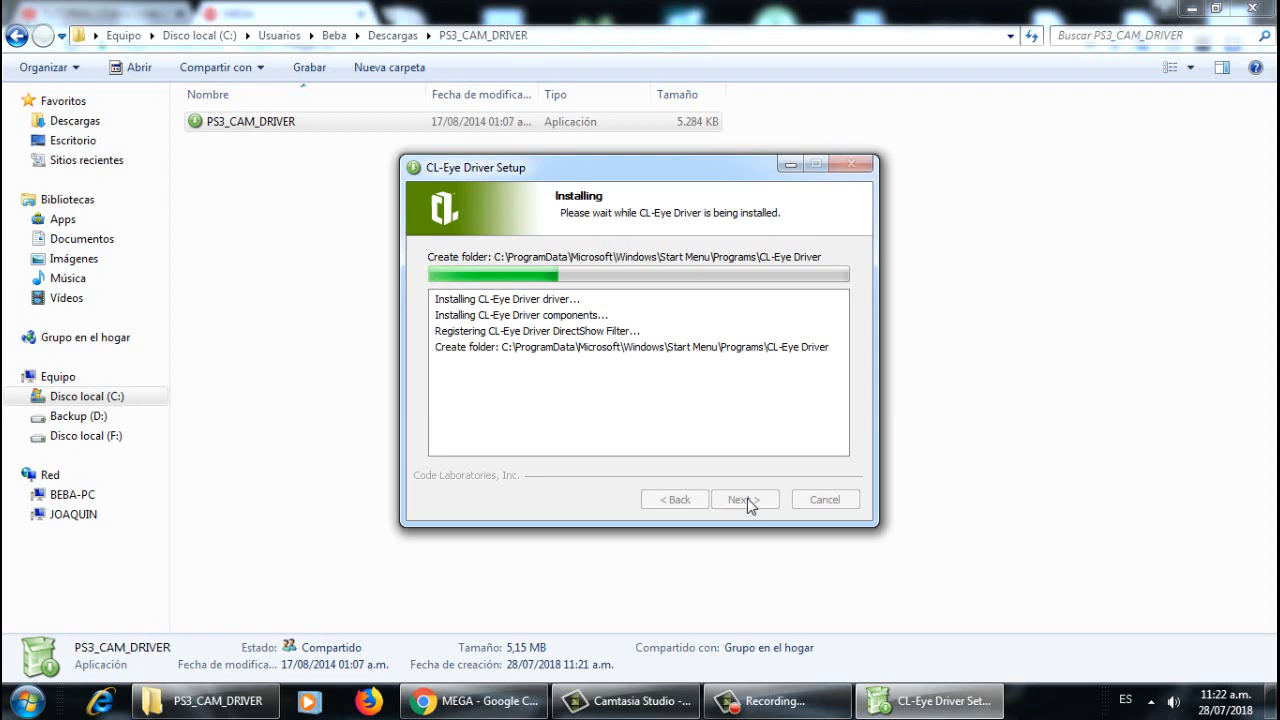 MEGA
Equipo Disco local (C:) Usuarios Beba Descargas PS3_CAM_DRIVER Buscar PS3_CAM_DRIVER
Organizar Abrir Compartir con Grabar Nueva carpeta
Nombre Fecha de modifica... Tipo Tamaño
PS3_CAM_DRIVER 17/08/2014 01:07 a... Aplicación 5.284 KB
Favoritos
Descargas
Escritorio
Sitios recientes
Bibliotecas
Apps
Documentos
Imágenes
Música
Vídeos
Grupo en el hogar
Equipo
Disco local (C:)
Backup (D:)
Disco local (F:)
Red
BEBA-PC
JOAQUIN
CL-Eye Driver Setup
Installing
Please wait while CL-Eye Driver is being installed.
Create folder: C:\ProgramData\Microsoft\Windows\Start Menu\Programs\CL-Eye Driver
Installing CL-Eye Driver driver...
Installing CL-Eye Driver components...
Registering CL-Eye Driver DirectShow Filter...
Create folder: C:\ProgramData\Microsoft\Windows\Start Menu\Programs\CL-Eye Driver
Code Laboratories, Inc.
< Back Next > Cancel
PS3_CAM_DRIVER Estado: Compartido Tamaño: 5,15 MB Compartido con: Grupo en el hogar
Aplicación Fecha de modifica... 17/08/2014 01:07 a.m. Fecha de creación: 28/07/2018 11:21 a.m.
PS3_CAM_DRIVER MEGA - Google C... Camtasia Studio -... Recording... CL-Eye Driver Set... ES 11:22 a.m.
28/07/2018